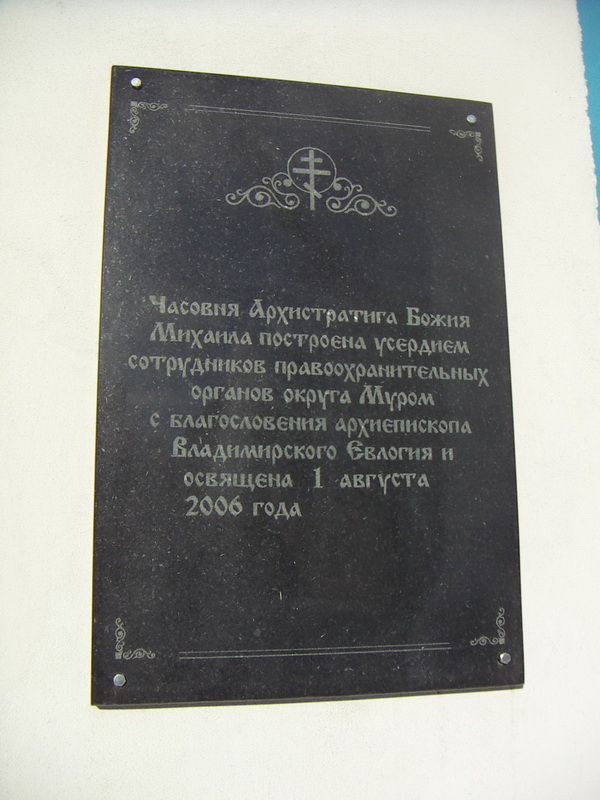 Часовня Архистратига Божия
Михаила построена усердием
сотрудников правоохранительных
органов округа Муром
с благословения архиепископа
Владимирского Евлогия и
освящена 1 августа
2006 года